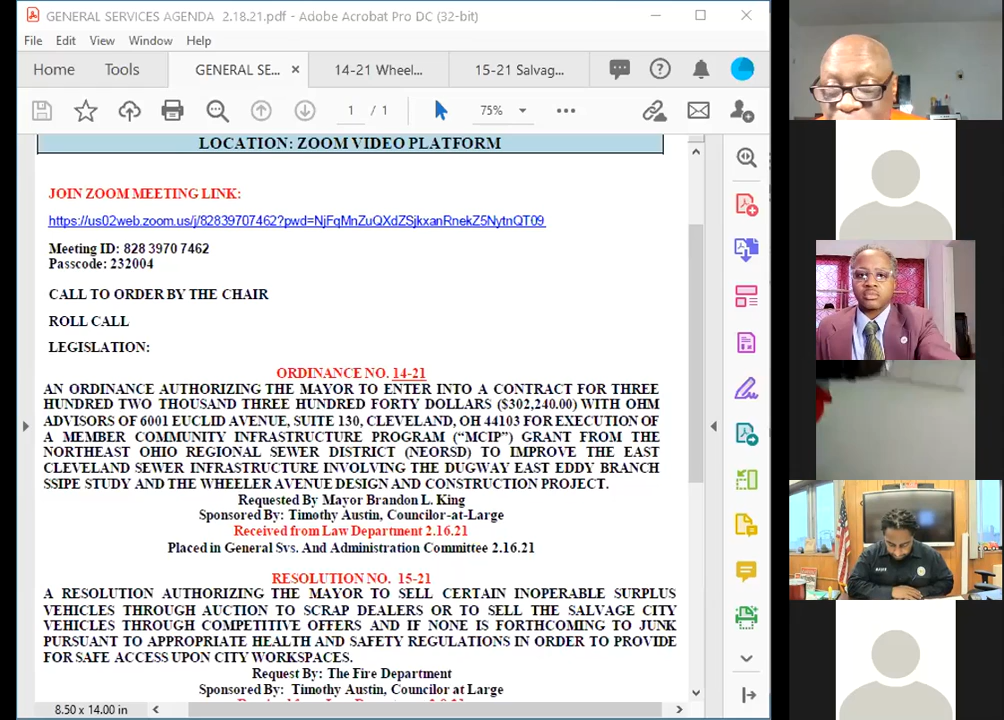 GENERAL SERVICES AGENDA 2.18.21.pdf - Adobe Acrobat Pro DC (32-bit)
File Edit View Window Help
Home Tools GENERAL SE... × 14-21 Wheel... 15-21 Salvag...
1 / 1 75%
LOCATION: ZOOM VIDEO PLATFORM
JOIN ZOOM MEETING LINK:
https://us02web.zoom.us/j/82839707462?pwd=NjFqMnZuQXdZSjkxanRnekZ5NytnQT09
Meeting ID: 828 3970 7462
Passcode: 232004
CALL TO ORDER BY THE CHAIR
ROLL CALL
LEGISLATION:
ORDINANCE NO. 14-21
AN ORDINANCE AUTHORIZING THE MAYOR TO ENTER INTO A CONTRACT FOR THREE
HUNDRED TWO THOUSAND THREE HUNDRED FORTY DOLLARS ($302,240.00) WITH OHM
ADVISORS OF 6001 EUCLID AVENUE, SUITE 130, CLEVELAND, OH 44103 FOR EXECUTION OF
A MEMBER COMMUNITY INFRASTRUCTURE PROGRAM (“MCIP”) GRANT FROM THE
NORTHEAST OHIO REGIONAL SEWER DISTRICT (NEORSD) TO IMPROVE THE EAST
CLEVELAND SEWER INFRASTRUCTURE INVOLVING THE DUGWAY EAST EDDY BRANCH
SSIPE STUDY AND THE WHEELER AVENUE DESIGN AND CONSTRUCTION PROJECT.
Requested By Mayor Brandon L. King
Sponsored By: Timothy Austin, Councilor-at-Large
Received from Law Department 2.16.21
Placed in General Svs. And Administration Committee 2.16.21
RESOLUTION NO. 15-21
A RESOLUTION AUTHORIZING THE MAYOR TO SELL CERTAIN INOPERABLE SURPLUS
VEHICLES THROUGH AUCTION TO SCRAP DEALERS OR TO SELL THE SALVAGE CITY
VEHICLES THROUGH COMPETITIVE OFFERS AND IF NONE IS FORTHCOMING TO JUNK
PURSUANT TO APPROPRIATE HEALTH AND SAFETY REGULATIONS IN ORDER TO PROVIDE
FOR SAFE ACCESS UPON CITY WORKSPACES.
Request By: The Fire Department
Sponsored By: Timothy Austin, Councilor at Large
8.50 x 14.00 in